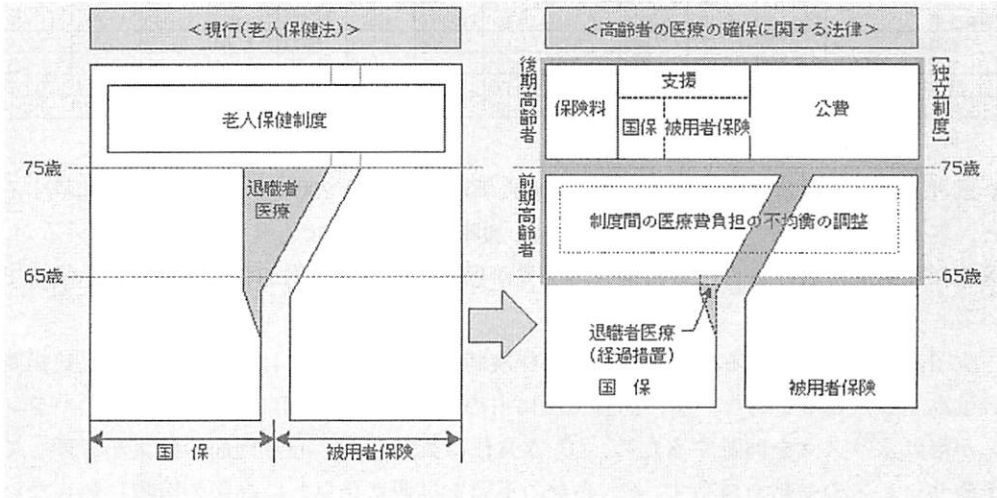 ＜現行(老人保健法)＞
老人保健制度
75歳
退職者
医療
65歳
国　保
被用者保険
＜高齢者の医療の確保に関する法律＞
後期高齢者
保険料
支援
国保
被用者保険
公費
【独立制度】
75歳
前期高齢者
制度間の医療費負担の不均衡の調整
65歳
退職者医療
(経過措置)
国　保
被用者保険